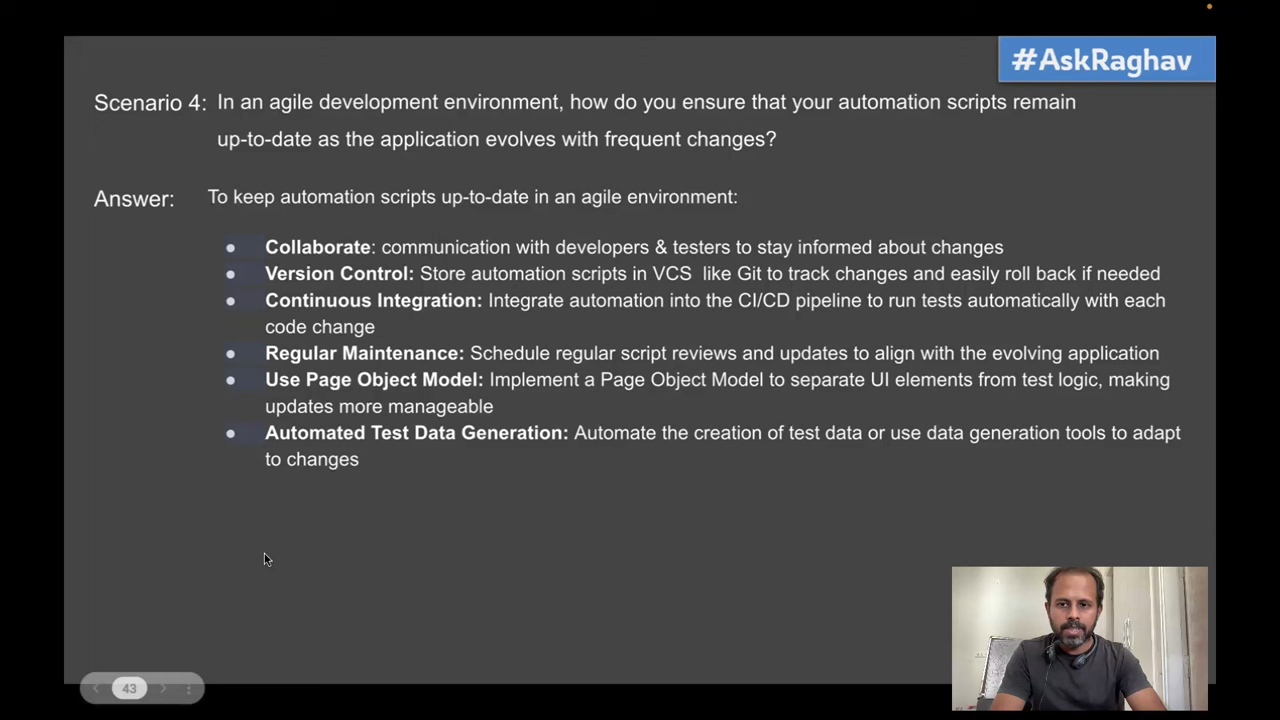 #AskRaghav
Scenario 4: In an agile development environment, how do you ensure that your automation scripts remain
up-to-date as the application evolves with frequent changes?
Answer: To keep automation scripts up-to-date in an agile environment:
● Collaborate: communication with developers & testers to stay informed about changes
● Version Control: Store automation scripts in VCS like Git to track changes and easily roll back if needed
● Continuous Integration: Integrate automation into the CI/CD pipeline to run tests automatically with each
code change
● Regular Maintenance: Schedule regular script reviews and updates to align with the evolving application
● Use Page Object Model: Implement a Page Object Model to separate UI elements from test logic, making
updates more manageable
● Automated Test Data Generation: Automate the creation of test data or use data generation tools to adapt
to changes
43